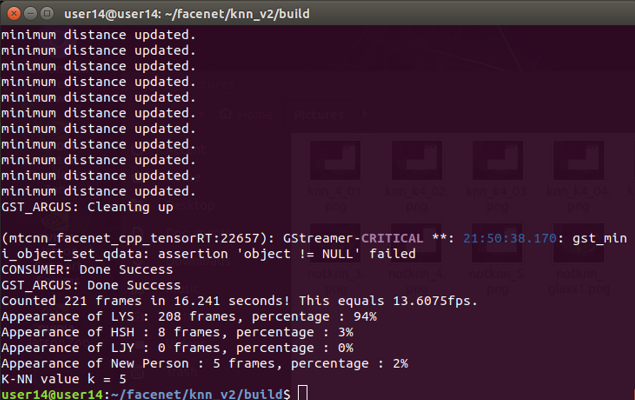 user14@user14: ~/facenet/knn_v2/build
minimum distance updated.
minimum distance updated.
minimum distance updated.
minimum distance updated.
minimum distance updated.
minimum distance updated.
minimum distance updated.
minimum distance updated.
minimum distance updated.
minimum distance updated.
minimum distance updated.
GST_ARGUS: Cleaning up
(mtcnn_facenet_cpp_tensorRT:22657): GStreamer-CRITICAL **: 21:50:38.170: gst_min
i_object_set_qdata: assertion 'object != NULL' failed
CONSUMER: Done Success
GST_ARGUS: Done Success
Counted 221 frames in 16.241 seconds! This equals 13.6075fps.
Appearance of LYS : 208 frames, percentage : 94%
Appearance of HSH : 8 frames, percentage : 3%
Appearance of LJY : 0 frames, percentage : 0%
Appearance of New Person : 5 frames, percentage : 2%
K-NN value k = 5
user14@user14:~/facenet/knn_v2/build$